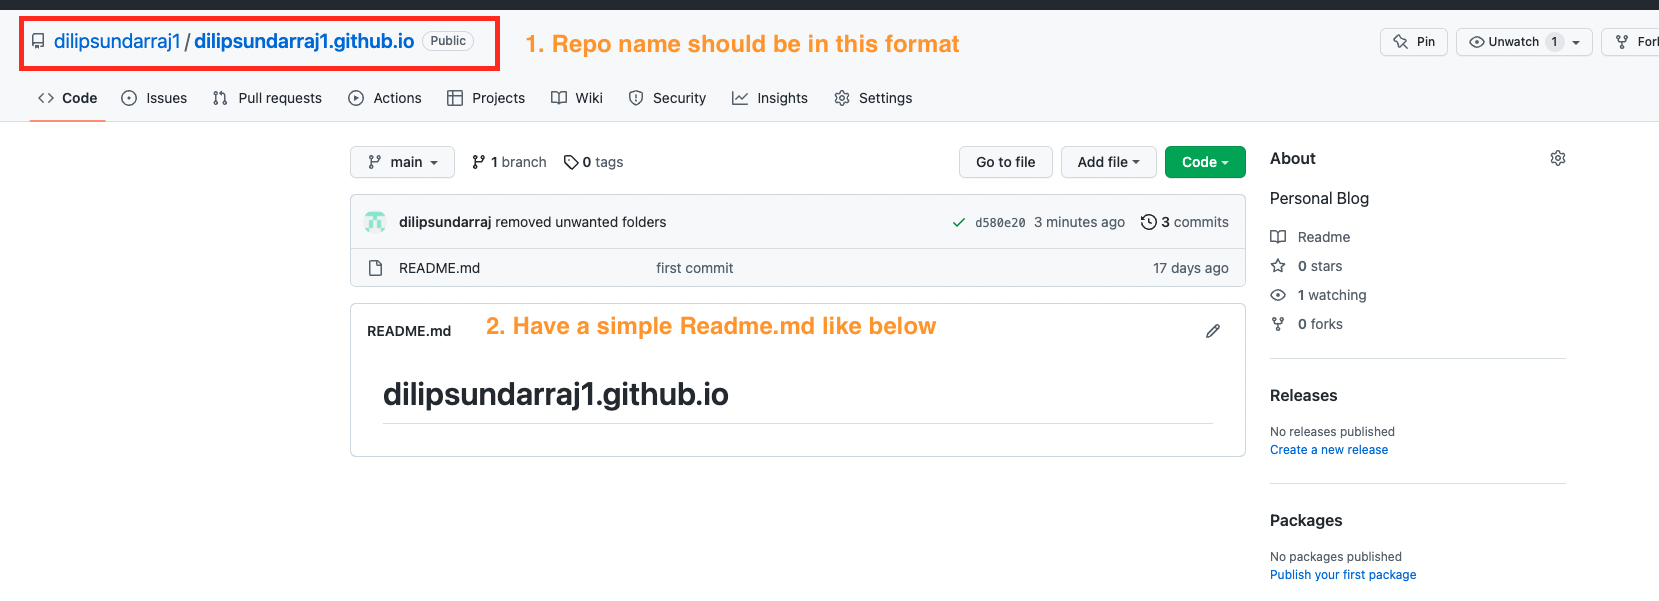 dilipsundarraj1 / dilipsundarraj1.github.io Public
1. Repo name should be in this format
Pin
Unwatch 1
Fork
Code Issues Pull requests Actions Projects Wiki Security Insights Settings
main 1 branch 0 tags
Go to file Add file Code
dilipsundarraj removed unwanted folders d580e20 3 minutes ago 3 commits
README.md first commit 17 days ago
README.md
2. Have a simple Readme.md like below
dilipsundarraj1.github.io
About
Personal Blog
Readme
0 stars
1 watching
0 forks
Releases
No releases published
Create a new release
Packages
No packages published
Publish your first package